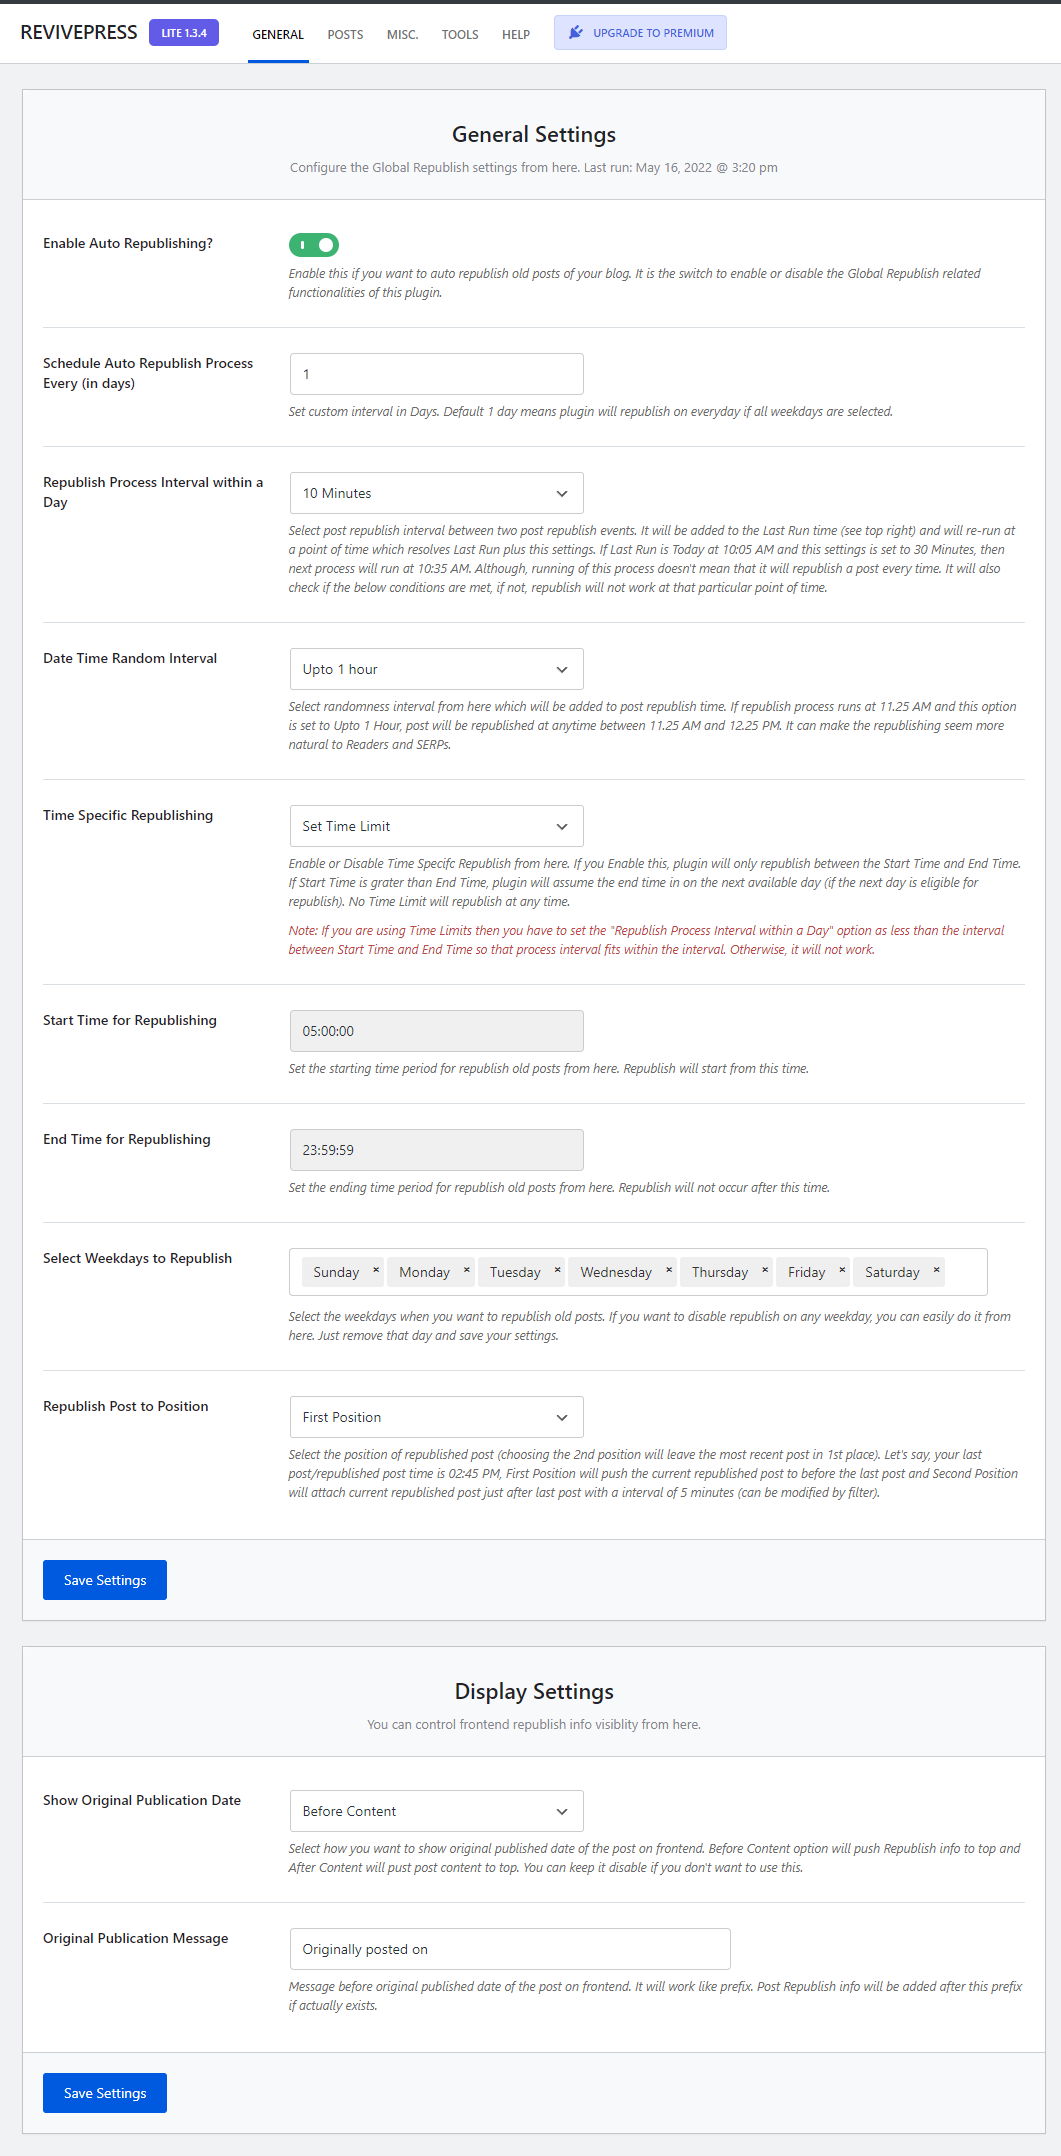 REVIVEPRESS LITE 1.3.4 GENERAL POSTS MISC. TOOLS HELP UPGRADE TO PREMIUM
General Settings
Configure the Global Republish settings from here. Last run: May 16, 2022 @ 3:20 pm
Enable Auto Republishing?
Enable this if you want to auto republish old posts of your blog. It is the switch to enable or disable the Global Republish related
functionalities of this plugin.
Schedule Auto Republish Process
Every (in days)
1
Set custom interval in Days. Default 1 day means plugin will republish on everyday if all weekdays are selected.
Republish Process Interval within a
Day
10 Minutes
Select post republish interval between two post republish events. It will be added to the Last Run time (see top right) and will re-run at
a point of time which resolves Last Run plus this settings. If Last Run is Today at 10:05 AM and this settings is set to 30 Minutes, then
next process will run at 10:35 AM. Although, running of this process doesn't mean that it will republish a post every time. It will also
check if the below conditions are met, if not, republish will not work at that particular point of time.
Date Time Random Interval
Upto 1 hour
Select randomness interval from here which will be added to post republish time. If republish process runs at 11.25 AM and this option
is set to Upto 1 Hour, post will be republished at anytime between 11.25 AM and 12.25 PM. It can make the republishing seem more
natural to Readers and SERPs.
Time Specific Republishing
Set Time Limit
Enable or Disable Time Specifc Republish from here. If you Enable this, plugin will only republish between the Start Time and End Time.
If Start Time is grater than End Time, plugin will assume the end time in on the next available day (if the next day is eligible for
republish). No Time Limit will republish at any time.
Note: If you are using Time Limits then you have to set the "Republish Process Interval within a Day" option as less than the interval
between Start Time and End Time so that process interval fits within the interval. Otherwise, it will not work.
Start Time for Republishing
05:00:00
Set the starting time period for republish old posts from here. Republish will start from this time.
End Time for Republishing
23:59:59
Set the ending time period for republish old posts from here. Republish will not occur after this time.
Select Weekdays to Republish
Sunday × Monday × Tuesday × Wednesday × Thursday × Friday × Saturday ×
Select the weekdays when you want to republish old posts. If you want to disable republish on any weekday, you can easily do it from
here. Just remove that day and save your settings.
Republish Post to Position
First Position
Select the position of republished post (choosing the 2nd position will leave the most recent post in 1st place). Let's say, your last
post/republished post time is 02:45 PM, First Position will push the current republished post to before the last post and Second Position
will attach current republished post just after last post with a interval of 5 minutes (can be modified by filter).
Save Settings
Display Settings
You can control frontend republish info visiblity from here.
Show Original Publication Date
Before Content
Select how you want to show original published date of the post on frontend. Before Content option will push Republish info to top and
After Content will pust post content to top. You can keep it disable if you don't want to use this.
Original Publication Message
Originally posted on
Message before original published date of the post on frontend. It will work like prefix. Post Republish info will be added after this prefix
if actually exists.
Save Settings